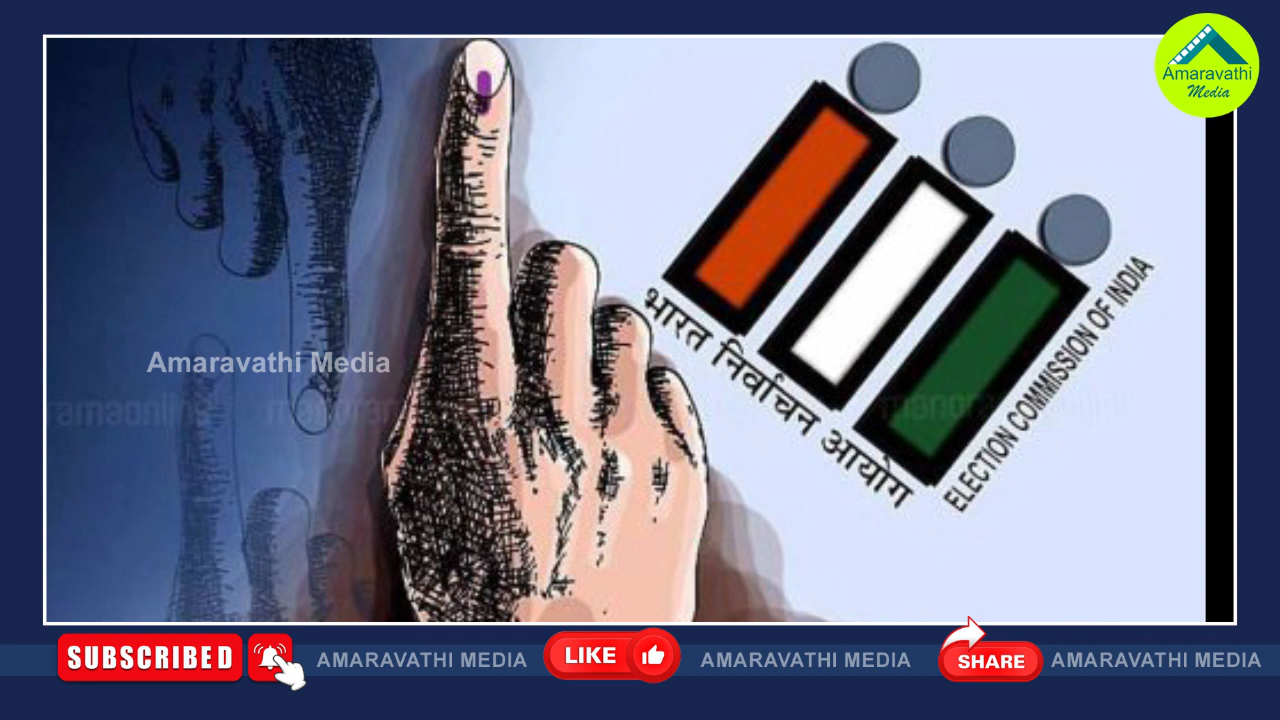 Amaravathi
Media
भारत निर्वाचन आयोग
ELECTION COMMISSION OF INDIA
Amaravathi Media
SUBSCRIBED
AMARAVATHI MEDIA
LIKE
AMARAVATHI MEDIA
SHARE
AMARAVATHI MEDIA